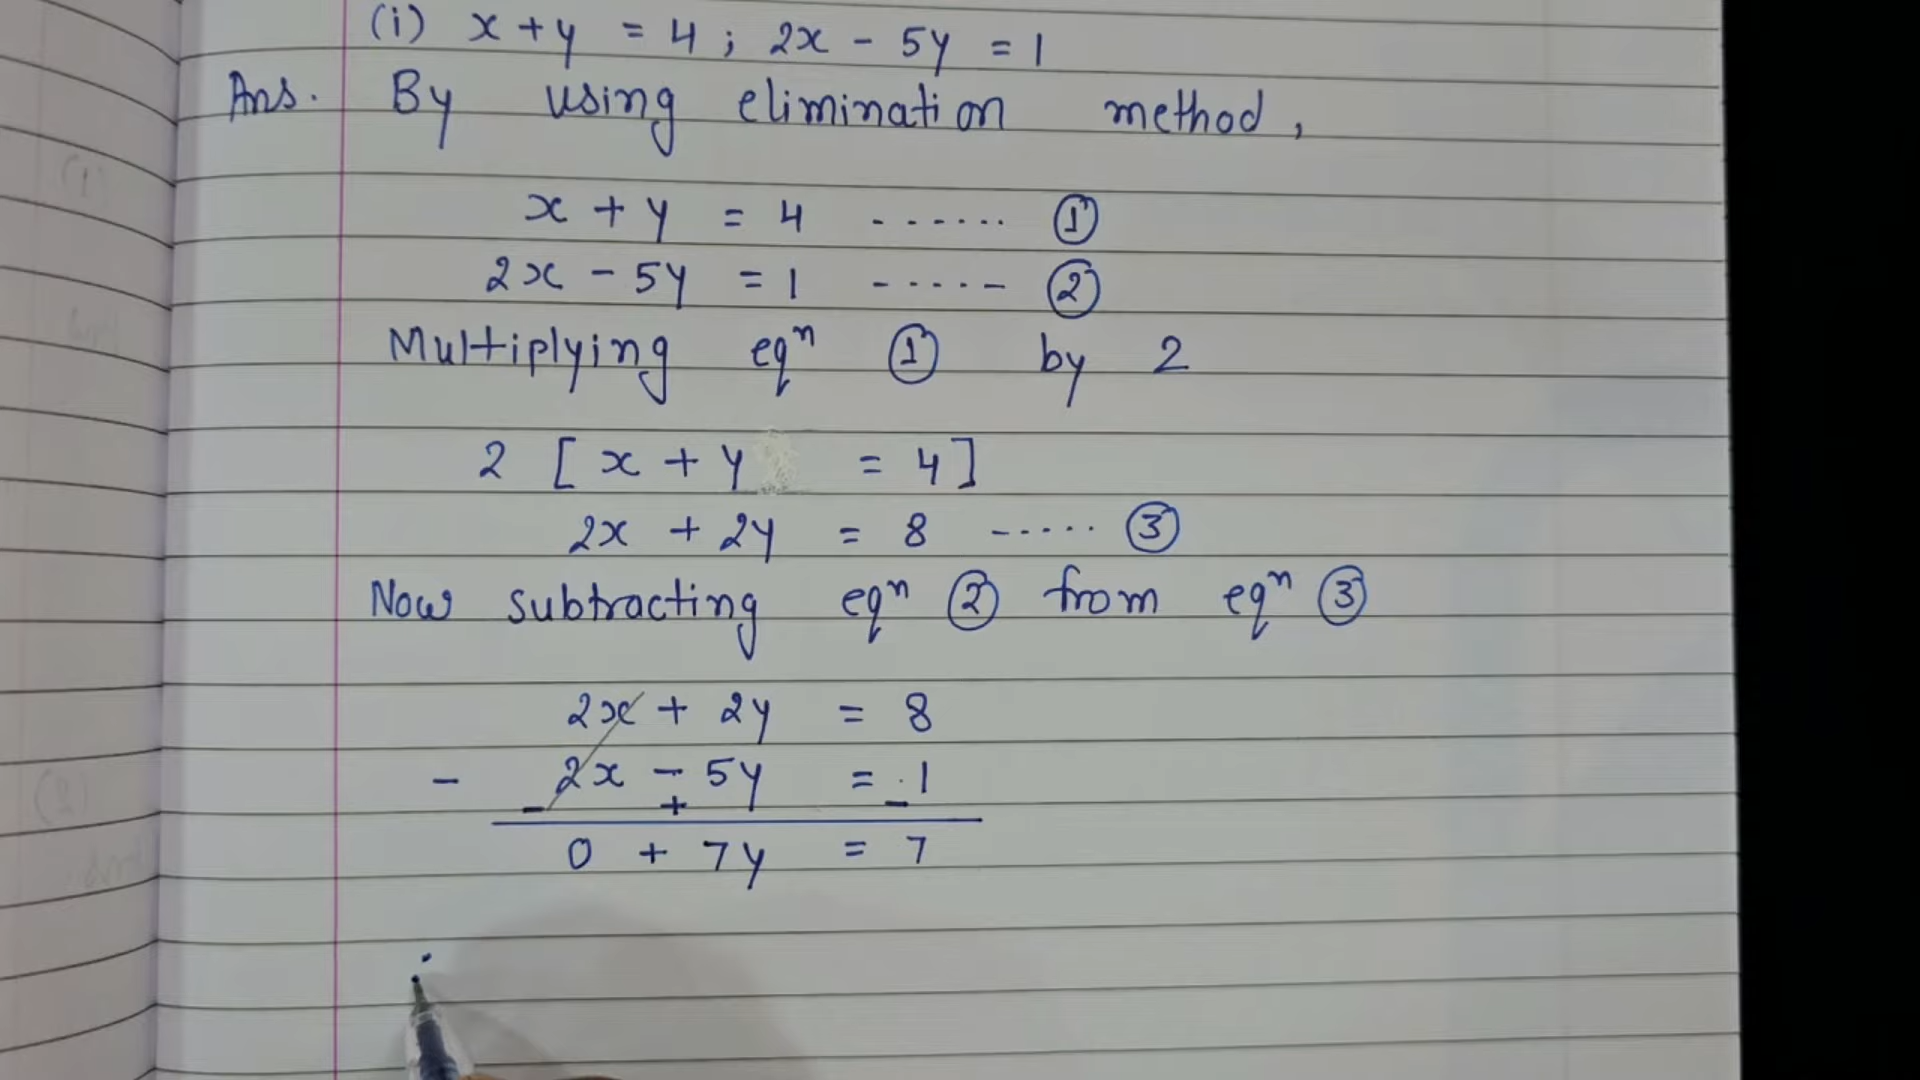 (i) x + y = 4 ; 2x - 5y = 1
Ans. By using elimination method,
x + y = 4 ...... ①
2x - 5y = 1 ----- ②
Multiplying eqⁿ ① by 2
2 [ x + y = 4 ]
2x + 2y = 8 ----- ③
Now subtracting eqⁿ ② from eqⁿ ③
2x + 2y = 8
- 2x - 5y = 1
- + -
0 + 7y = 7